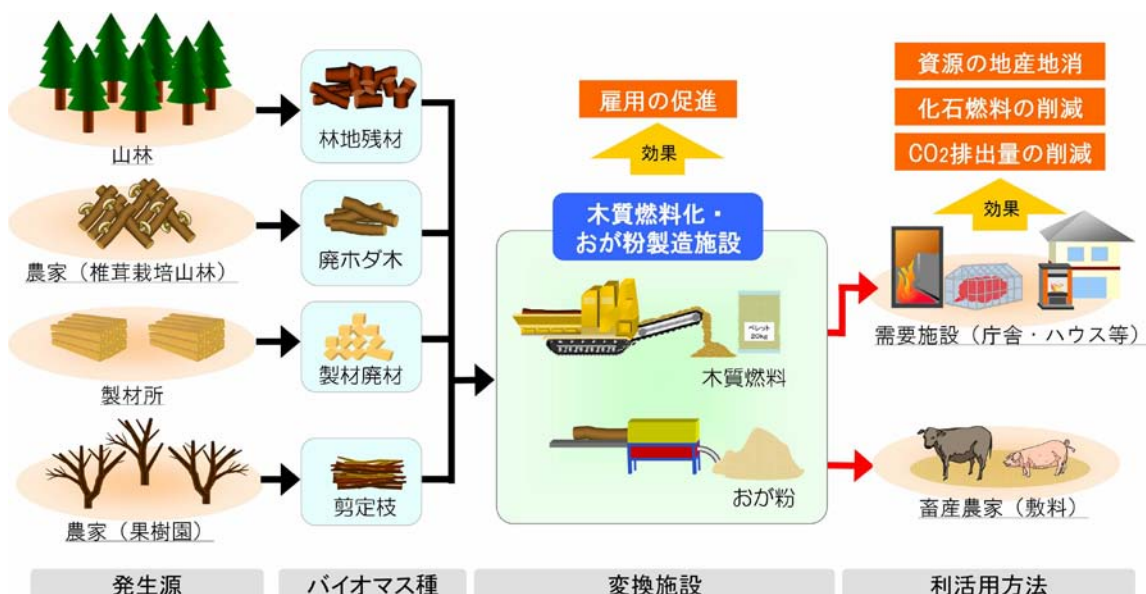 山林
農家（椎茸栽培山林）
製材所
農家（果樹園）
発生源
林地残材
廃ホダ木
製材廃材
剪定枝
バイオマス種
雇用の促進
効果
木質燃料化・
おが粉製造施設
ペレット
20kg
木質燃料
おが粉
変換施設
資源の地産地消
化石燃料の削減
CO₂排出量の削減
効果
需要施設（庁舎・ハウス等）
畜産農家（敷料）
利活用方法